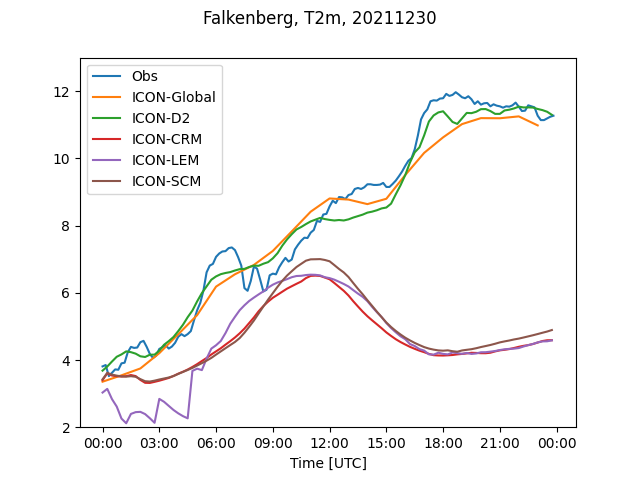 Falkenberg, T2m, 20211230
Obs
ICON-Global
ICON-D2
ICON-CRM
ICON-LEM
ICON-SCM
12
10
8
6
4
2
00:00 03:00 06:00 09:00 12:00 15:00 18:00 21:00 00:00
Time [UTC]